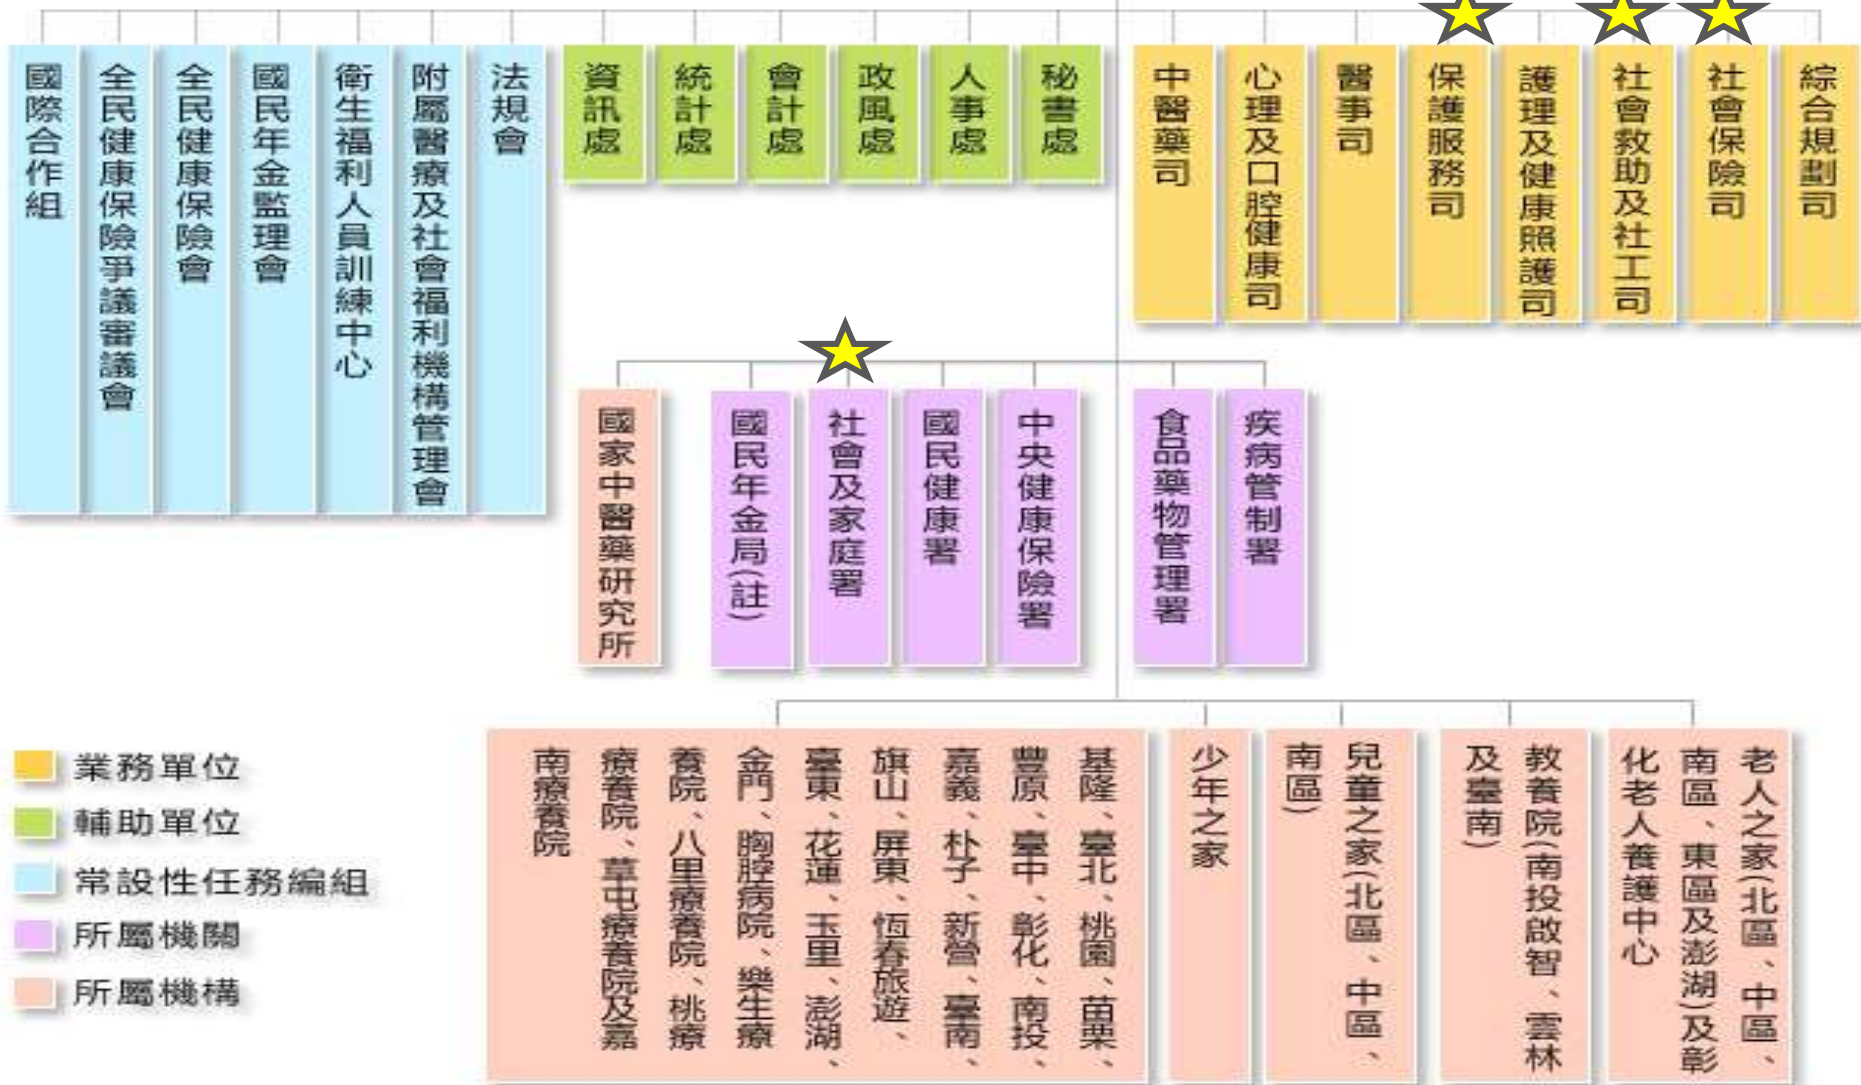 國際合作組
全民健康保險爭議審議會
全民健康保險會
國民年金監理會
衛生福利人員訓練中心
附屬醫療及社會福利機構管理會
法規會
資訊處
統計處
會計處
政風處
人事處
秘書處
中醫藥司
心理及口腔健康司
醫事司
保護服務司
護理及健康照護司
社會救助及社工司
社會保險司
綜合規劃司
國家中醫藥研究所
國民年金局(註)
社會及家庭署
國民健康署
中央健康保險署
食品藥物管理署
疾病管制署
業務單位
輔助單位
常設性任務編組
所屬機關
所屬機構
基隆、臺北、桃園、苗栗、
豐原、臺中、彰化、南投、
嘉義、朴子、新營、臺南、
旗山、屏東、恆春旅遊、
臺東、花蓮、玉里、澎湖、
金門、胸腔病院、樂生療
養院、八里療養院、桃療
療養院、草屯療養院及嘉
南療養院
少年之家
兒童之家(北區、中區、
南區)
教養院(南投啟智、雲林
及臺南)
老人之家(北區、中區、
南區、東區及澎湖)及彰
化老人養護中心